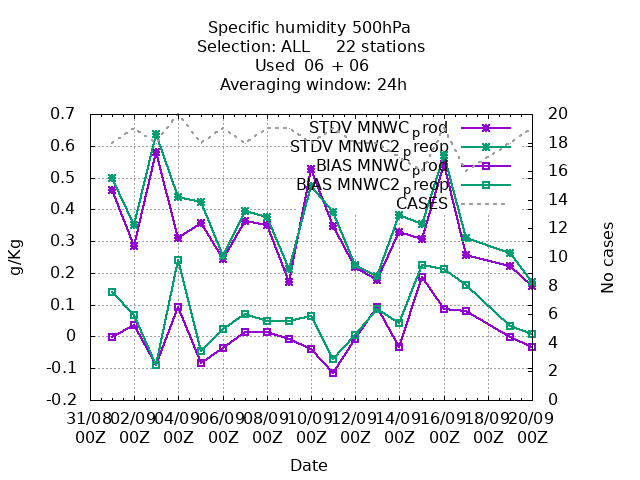 Specific humidity 500hPa
Selection: ALL 22 stations
Used 06 + 06
Averaging window: 24h
STDV MNWC_prod
STDV MNWC2_preop
BIAS MNWC_prod
BIAS MNWC2_preop
CASES
g/Kg
0.7
0.6
0.5
0.4
0.3
0.2
0.1
0
-0.1
-0.2
No cases
20
18
16
14
12
10
8
6
4
2
0
31/08 02/09 04/09 06/09 08/09 10/09 12/09 14/09 16/09 18/09 20/09
00Z 00Z 00Z 00Z 00Z 00Z 00Z 00Z 00Z 00Z 00Z
Date